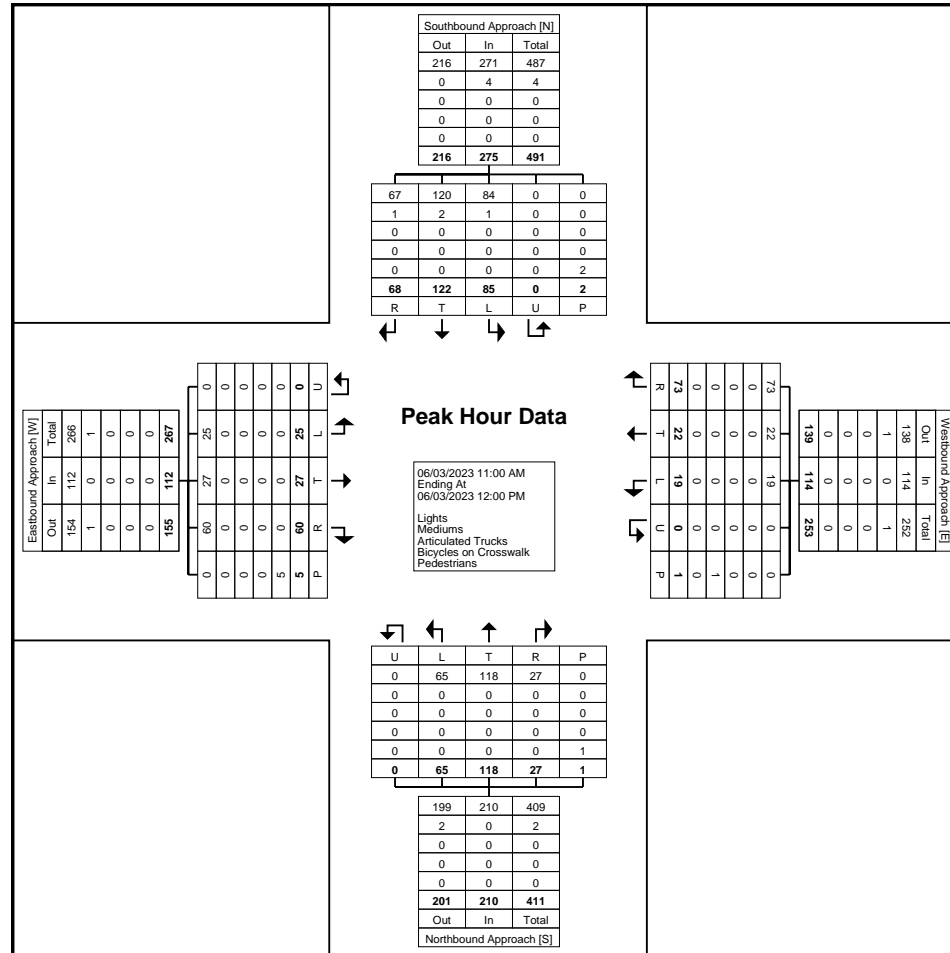 Southbound Approach [N]
Out In Total
216 271 487
0 4 4
0 0 0
0 0 0
0 0 0
216 275 491
67 120 84 0 0
1 2 1 0 0
0 0 0 0 0
0 0 0 0 0
0 0 0 0 2
68 122 85 0 2
R T L U P
Eastbound Approach [W]
Out In Total
154 112 266
1 0 1
0 0 0
0 0 0
0 0 0
155 112 267
0 60 27 25 0
0 0 0 0 0
0 0 0 0 0
0 0 0 0 0
5 0 0 0 0
5 60 27 25 0
P R T L U
Peak Hour Data
06/03/2023 11:00 AM
Ending At
06/03/2023 12:00 PM
Lights
Mediums
Articulated Trucks
Bicycles on Crosswalk
Pedestrians
Westbound Approach [E]
Out In Total
138 114 252
1 0 1
0 0 0
0 0 0
0 0 0
139 114 253
73 22 19 0 0
0 0 0 0 0
0 0 0 0 0
0 0 0 0 1
0 0 0 0 0
73 22 19 0 1
R T L U P
U L T R P
0 65 118 27 0
0 0 0 0 0
0 0 0 0 0
0 0 0 0 0
0 0 0 0 1
0 65 118 27 1
199 210 409
2 0 2
0 0 0
0 0 0
0 0 0
201 210 411
Out In Total
Northbound Approach [S]